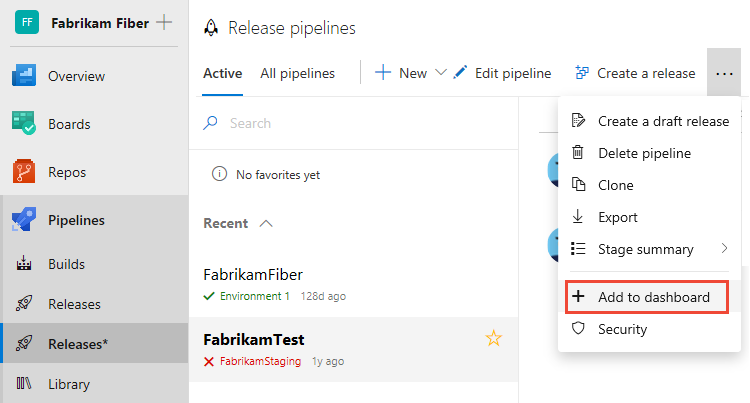 FF Fabrikam Fiber
Overview
Boards
Repos
Pipelines
Builds
Releases
Releases*
Library
Release pipelines
Active All pipelines New Edit pipeline Create a release ...
Search
No favorites yet
Recent
FabrikamFiber
Environment 1 128d ago
FabrikamTest
FabrikamStaging 1y ago
Create a draft release
Delete pipeline
Clone
Export
Stage summary
Add to dashboard
Security